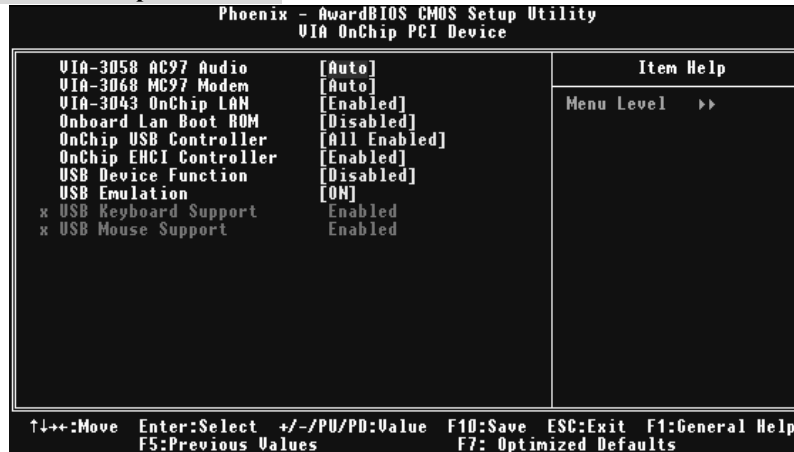 Phoenix - AwardBIOS CMOS Setup Utility
VIA OnChip PCI Device
VIA-3058 AC97 Audio [Auto]
VIA-3068 MC97 Modem [Auto]
VIA-3043 OnChip LAN [Enabled]
Onboard Lan Boot ROM [Disabled]
OnChip USB Controller [All Enabled]
OnChip EHCI Controller [Enabled]
USB Device Function [Disabled]
USB Emulation [ON]
x USB Keyboard Support Enabled
x USB Mouse Support Enabled
Item Help
Menu Level ▸▸
↑↓→←:Move Enter:Select +/-/PU/PD:Value F10:Save ESC:Exit F1:General Help
F5:Previous Values F7: Optimized Defaults